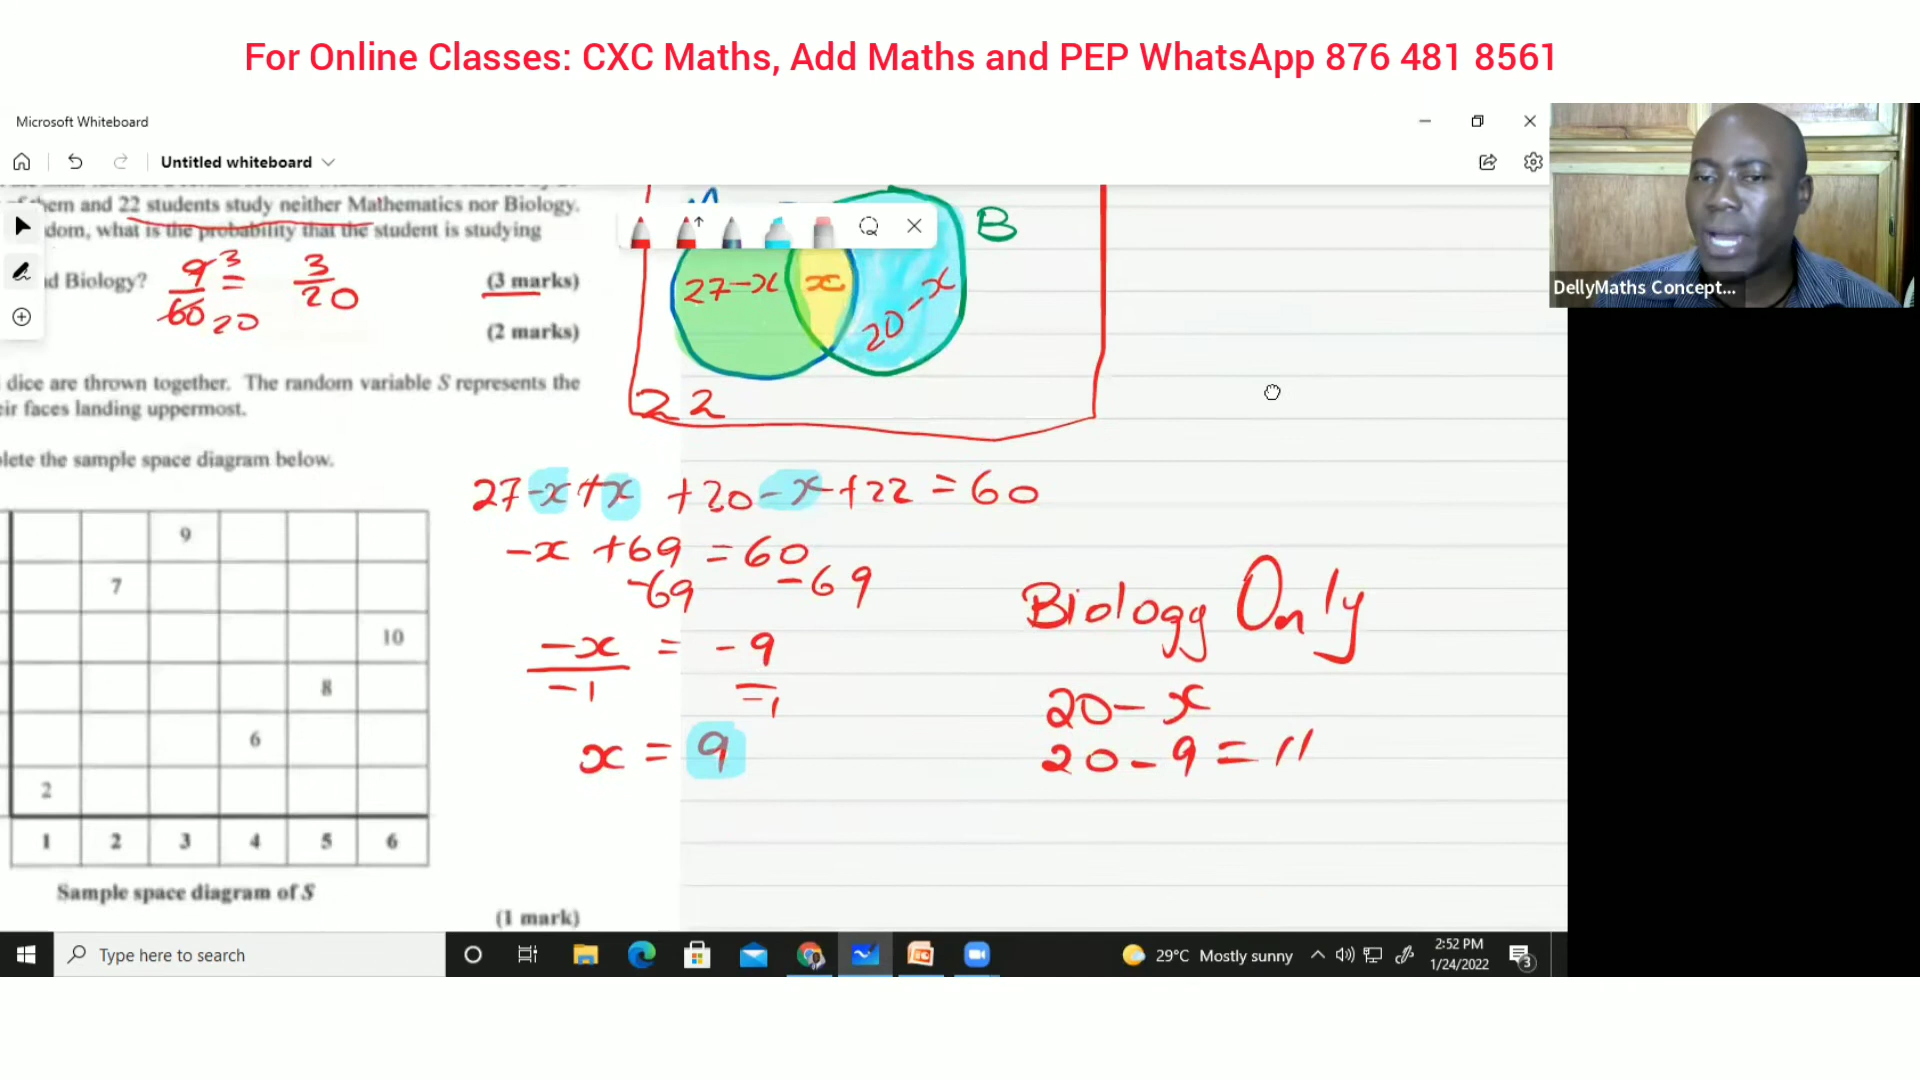 For Online Classes: CXC Maths, Add Maths and PEP WhatsApp 876 481 8561
Microsoft Whiteboard
Untitled whiteboard
DellyMaths Concept...
hem and 22 students study neither Mathematics nor Biology.
dom, what is the probability that the student is studying
d Biology? 9/60 3 20 = 3/20 (3 marks)
(2 marks)
dice are thrown together. The random variable S represents the
ir faces landing uppermost.
lete the sample space diagram below.
9
7
10
8
6
2
1 2 3 4 5 6
Sample space diagram of S
(1 mark)
B
27-x x 20-x
22
27-x+x +20-x+22 = 60
-x +69 = 60
-69 -69
-x/-1 = -9/-1
x = 9
Biology Only
20-x
20-9 = 11
Type here to search
29°C Mostly sunny
2:52 PM
1/24/2022
3